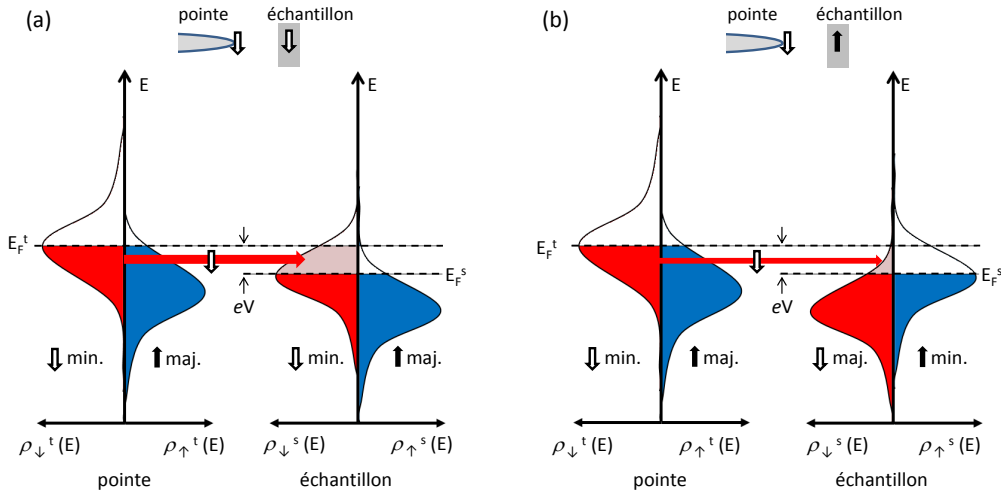 (a)
pointe échantillon
E E
E_F^t
E_F^s
eV
min. maj. min. maj.
ρ↓^t (E) ρ↑^t (E) ρ↓^s (E) ρ↑^s (E)
pointe échantillon
(b)
pointe échantillon
E E
E_F^t
E_F^s
eV
min. maj. maj. min.
ρ↓^t (E) ρ↑^t (E) ρ↓^s (E) ρ↑^s (E)
pointe échantillon